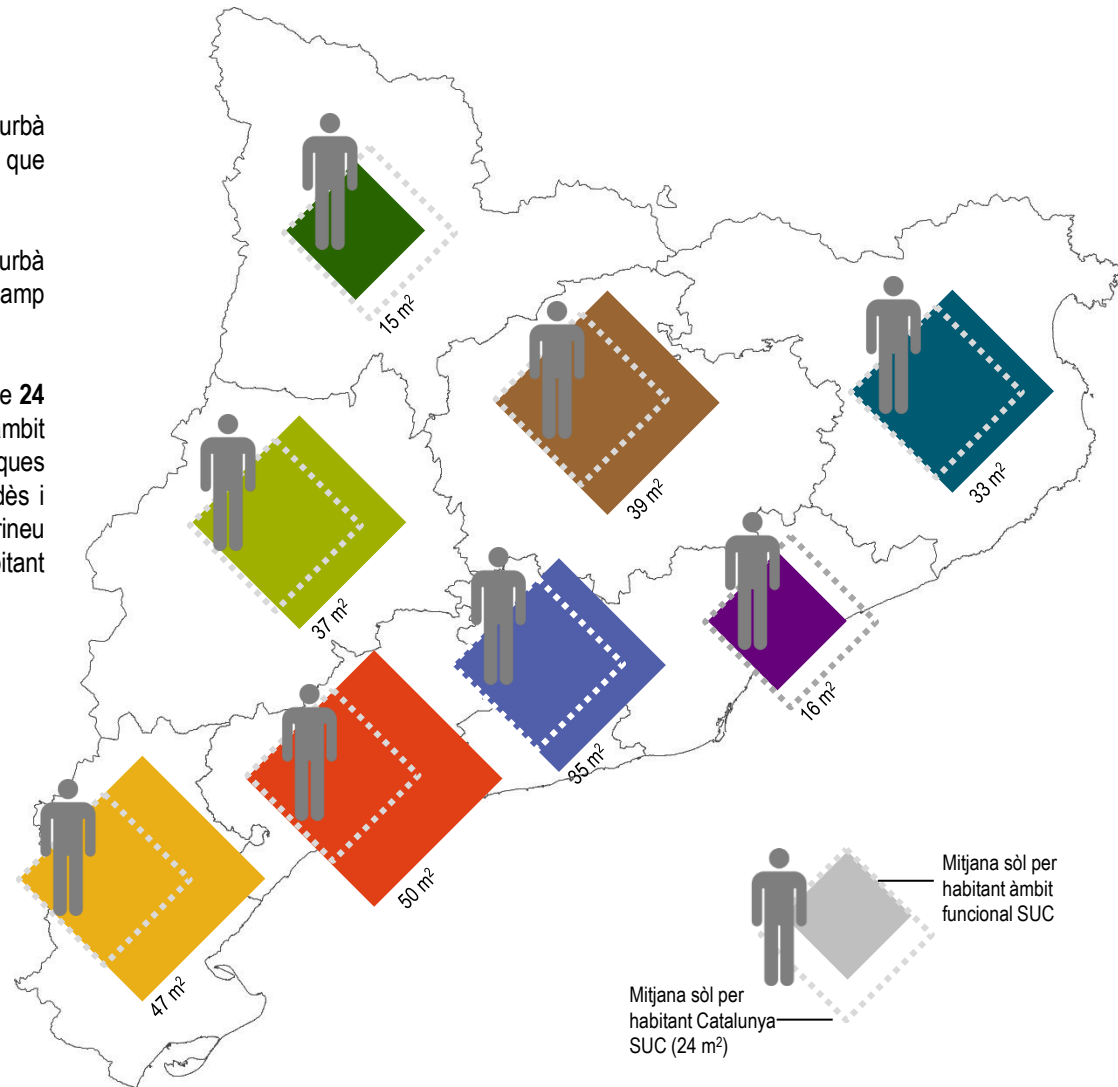 urbà
que
urbà
amp
e 24
àmbit
ques
dès i
rineu
bitant
15 m²
39 m²
33 m²
37 m²
35 m²
16 m²
50 m²
47 m²
Mitjana sòl per
habitant àmbit
funcional SUC
Mitjana sòl per
habitant Catalunya
SUC (24 m²)